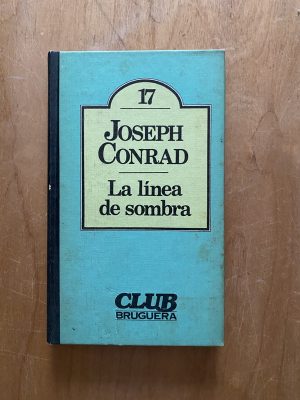 17
JOSEPH
CONRAD
La línea
de sombra
CLUB
BRUGUERA